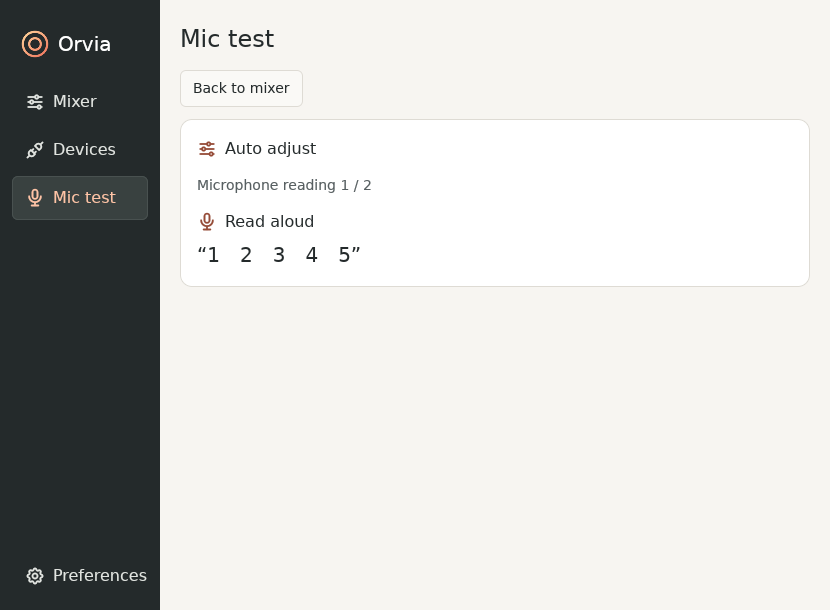 Orvia
Mixer
Devices
Mic test
Preferences
Mic test
Back to mixer
Auto adjust
Microphone reading 1 / 2
Read aloud
“1 2 3 4 5”